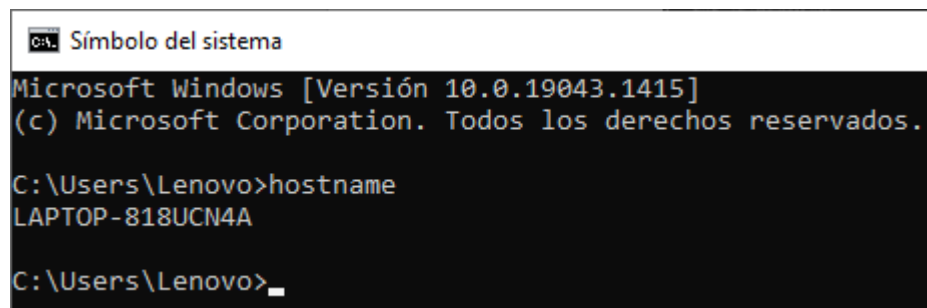 Símbolo del sistema
Microsoft Windows [Versión 10.0.19043.1415]
(c) Microsoft Corporation. Todos los derechos reservados.
C:\Users\Lenovo>hostname
LAPTOP-818UCN4A
C:\Users\Lenovo>